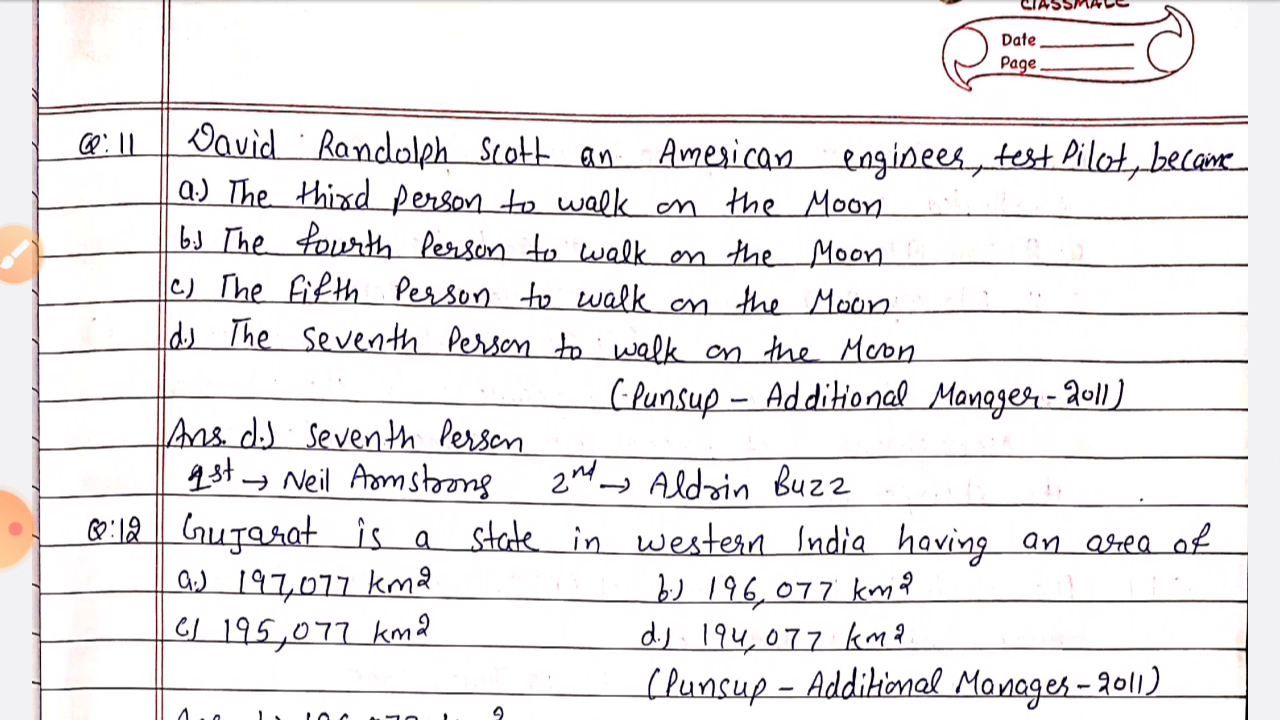 classmate
Date
Page
Q:11 David Randolph Scott an American engineer, test Pilot, became
a.) The third person to walk on the Moon
b.) The fourth Person to walk on the Moon
c) The Fifth Person to walk on the Moon
d.) The Seventh Person to walk on the Moon
(Punsup - Additional Manager - 2011)
Ans. d.) Seventh Person
1st → Neil Armstrong 2nd → Aldrin Buzz
Q:12 Gujarat is a state in western India having an area of
a.) 197,077 km2
b.) 196,077 km2
c) 195,077 km2
d.) 194,077 km2
(Punsup - Additional Manager - 2011)